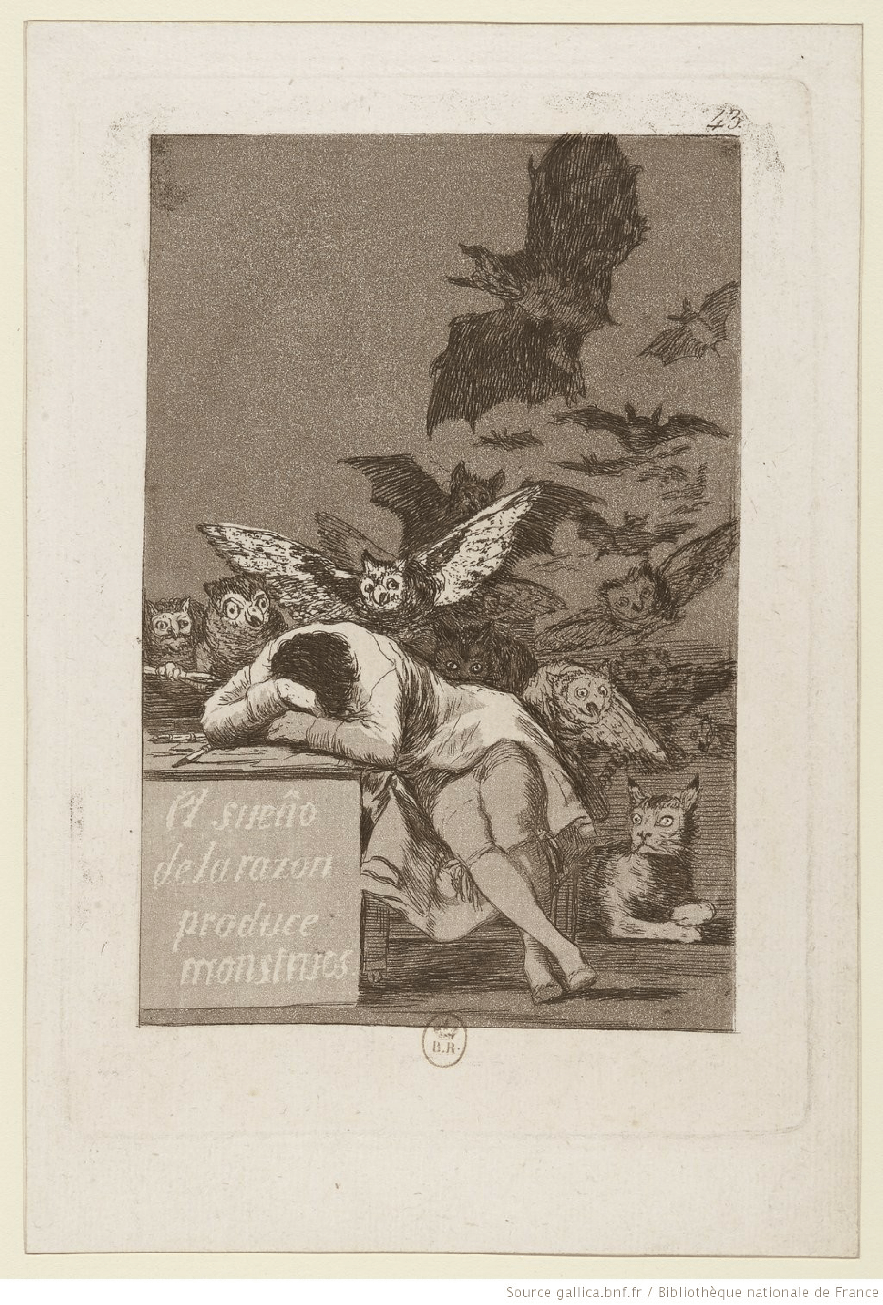 43.
El sueño
de la razon
produce
monstruos.
B.R.
Source gallica.bnf.fr / Bibliothèque nationale de France